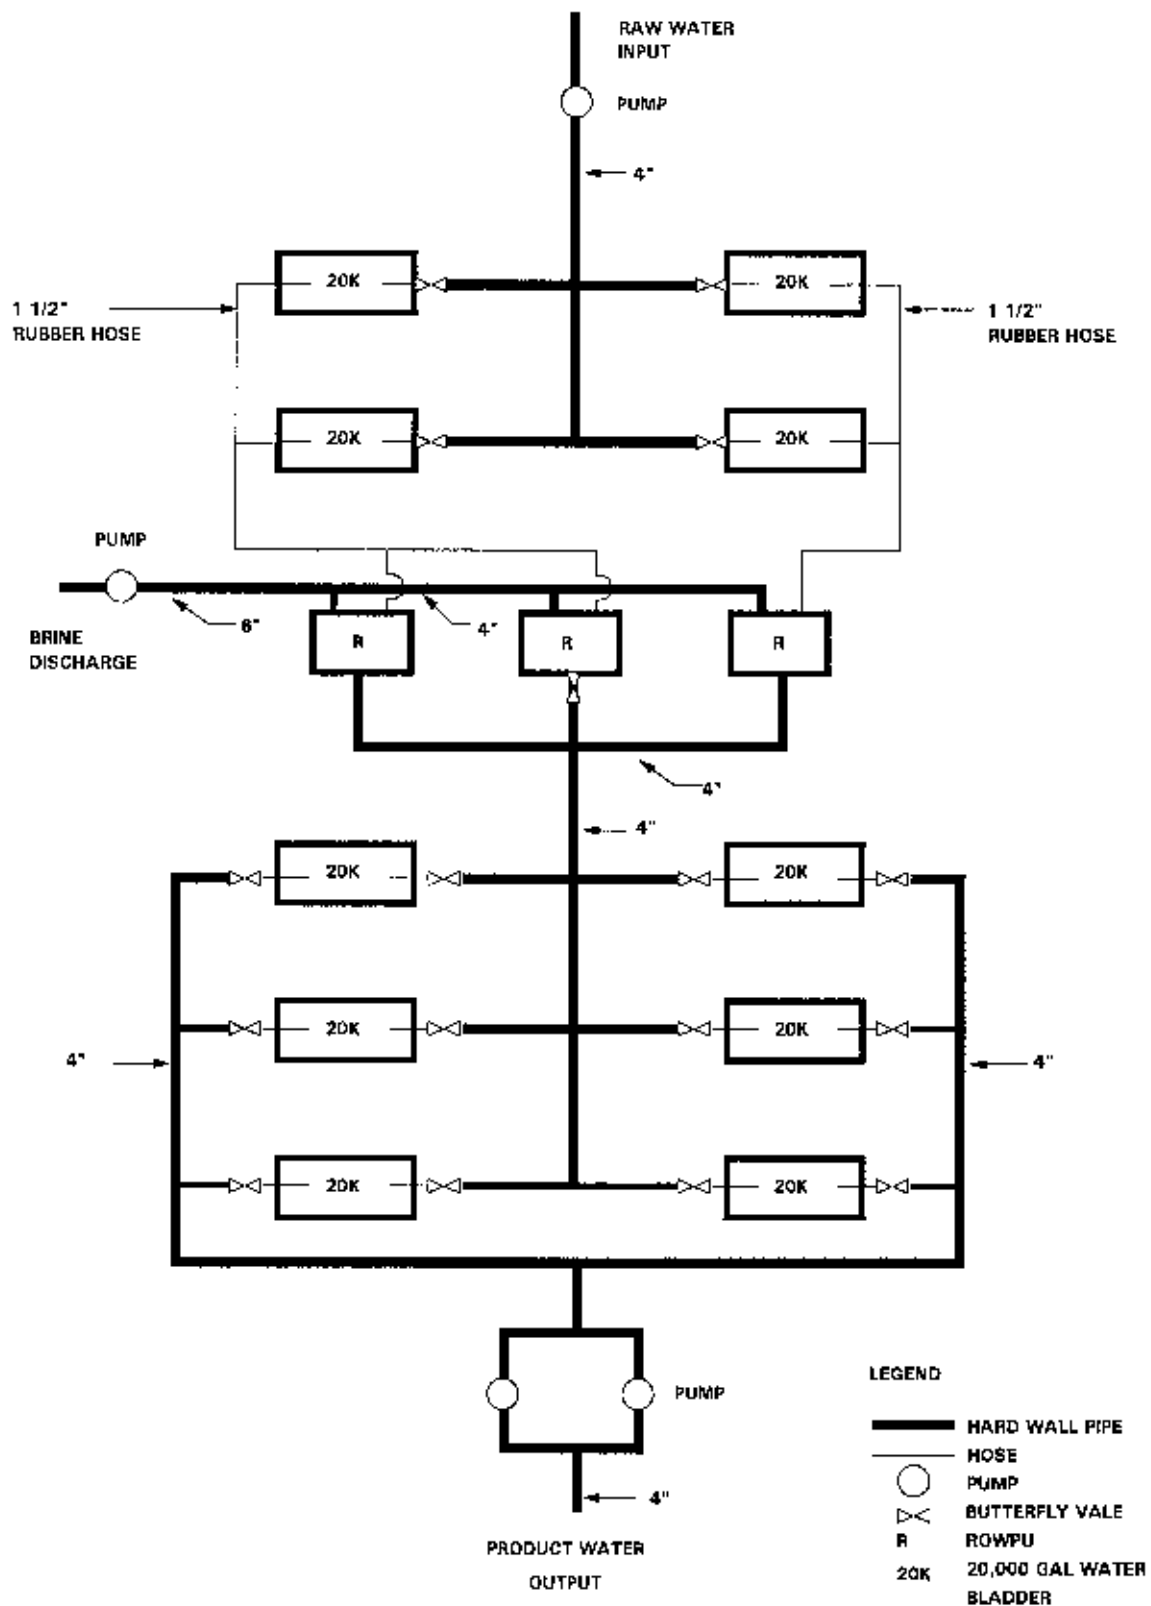 RAW WATER
INPUT
PUMP
4"
20K
20K
1 1/2"
RUBBER HOSE
1 1/2"
RUBBER HOSE
20K
20K
PUMP
6"
4"
BRINE
DISCHARGE
R
R
R
4"
4"
20K
20K
20K
20K
4"
4"
20K
20K
PUMP
4"
PRODUCT WATER
OUTPUT
LEGEND
HARD WALL PIPE
HOSE
PUMP
BUTTERFLY VALE
R ROWPU
20K 20,000 GAL WATER
BLADDER